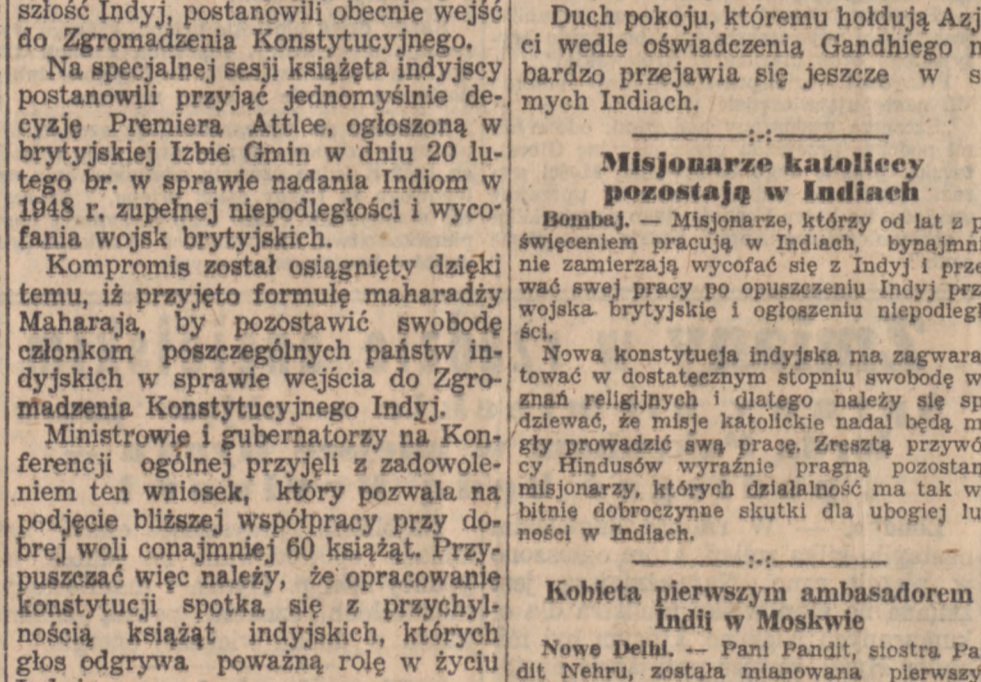 szłość Indyj, postanowili obecnie wejść
do Zgromadzenia Konstytucyjnego.
Na specjalnej sesji książęta indyjscy
postanowili przyjąć jednomyślnie de-
cyzję Premiera Attlee, ogłoszoną w
brytyjskiej Izbie Gmin w dniu 20 lu-
tego br. w sprawie nadania Indiom w
1948 r. zupełnej niepodległości i wyco-
fania wojsk brytyjskich.
Kompromis został osiągnięty dzięki
temu, iż przyjęto formułę maharadży
Maharaja, by pozostawić swobodę
członkom poszczególnych państw in-
dyjskich w sprawie wejścia do Zgro-
madzenia Konstytucyjnego Indyj.
Ministrowie i gubernatorzy na Kon-
ferencji ogólnej przyjęli z zadowole-
niem ten wniosek, który pozwala na
podjęcie bliższej współpracy przy do-
brej woli conajmniej 60 książąt. Przy-
puszczać więc należy, że opracowanie
konstytucji spotka się z przychyl-
nością książąt indyjskich, których
głos odgrywa poważną rolę w życiu
Duch pokoju, któremu hołdują Azj
ci wedle oświadczenią Gandhiego n
bardzo przejawia się jeszcze w s
mych Indiach.
Misjonarze katoliccy
pozostają w Indiach
Bombaj. — Misjonarze, którzy od lat z p
święceniem pracują w Indiach, bynajmni
nie zamierzają wycofać się z Indyj i prze
wać swej pracy po opuszczeniu Indyj prz
wojska brytyjskie i ogłoszeniu niepodległ
ści.
Nowa konstytucja indyjska ma zagwara
tować w dostatecznym stopniu swobodę w
znań religijnych i dlatego należy się sp
dziewać, że misje katolickie nadal będą m
gły prowadzić swą pracę. Zresztą przywó
cy Hindusów wyraźnie pragną pozostan
misjonarzy, których działalność ma tak w
bitnie dobroczynne skutki dla ubogiej lu
ności w Indiach.
Kobieta pierwszym ambasadorem
Indii w Moskwie
Nowe Delhi. — Pani Pandit, siostra Pa
dit Nehru, została mianowana pierwszy